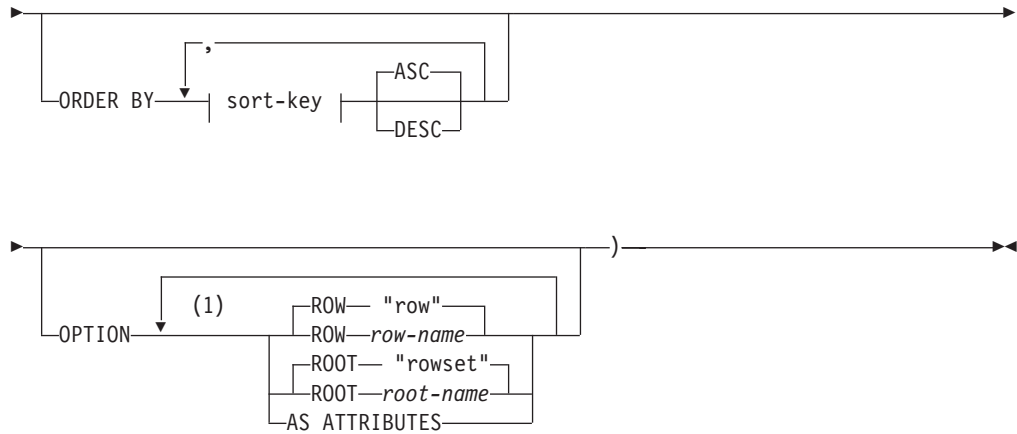 ,
ASC
ORDER BY sort-key
DESC
)
(1) ROW "row"
OPTION ROW row-name
ROOT "rowset"
ROOT root-name
AS ATTRIBUTES